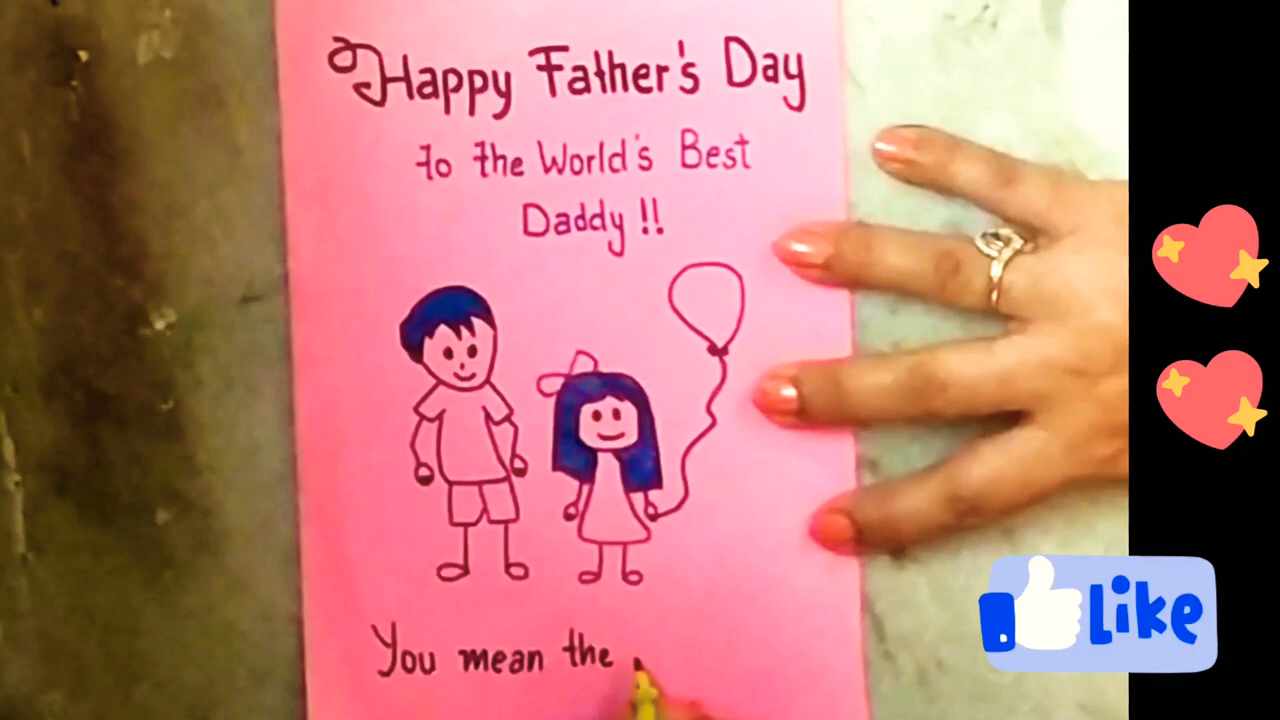 Happy Father's Day
to the World's Best
Daddy !!
You mean the
Like